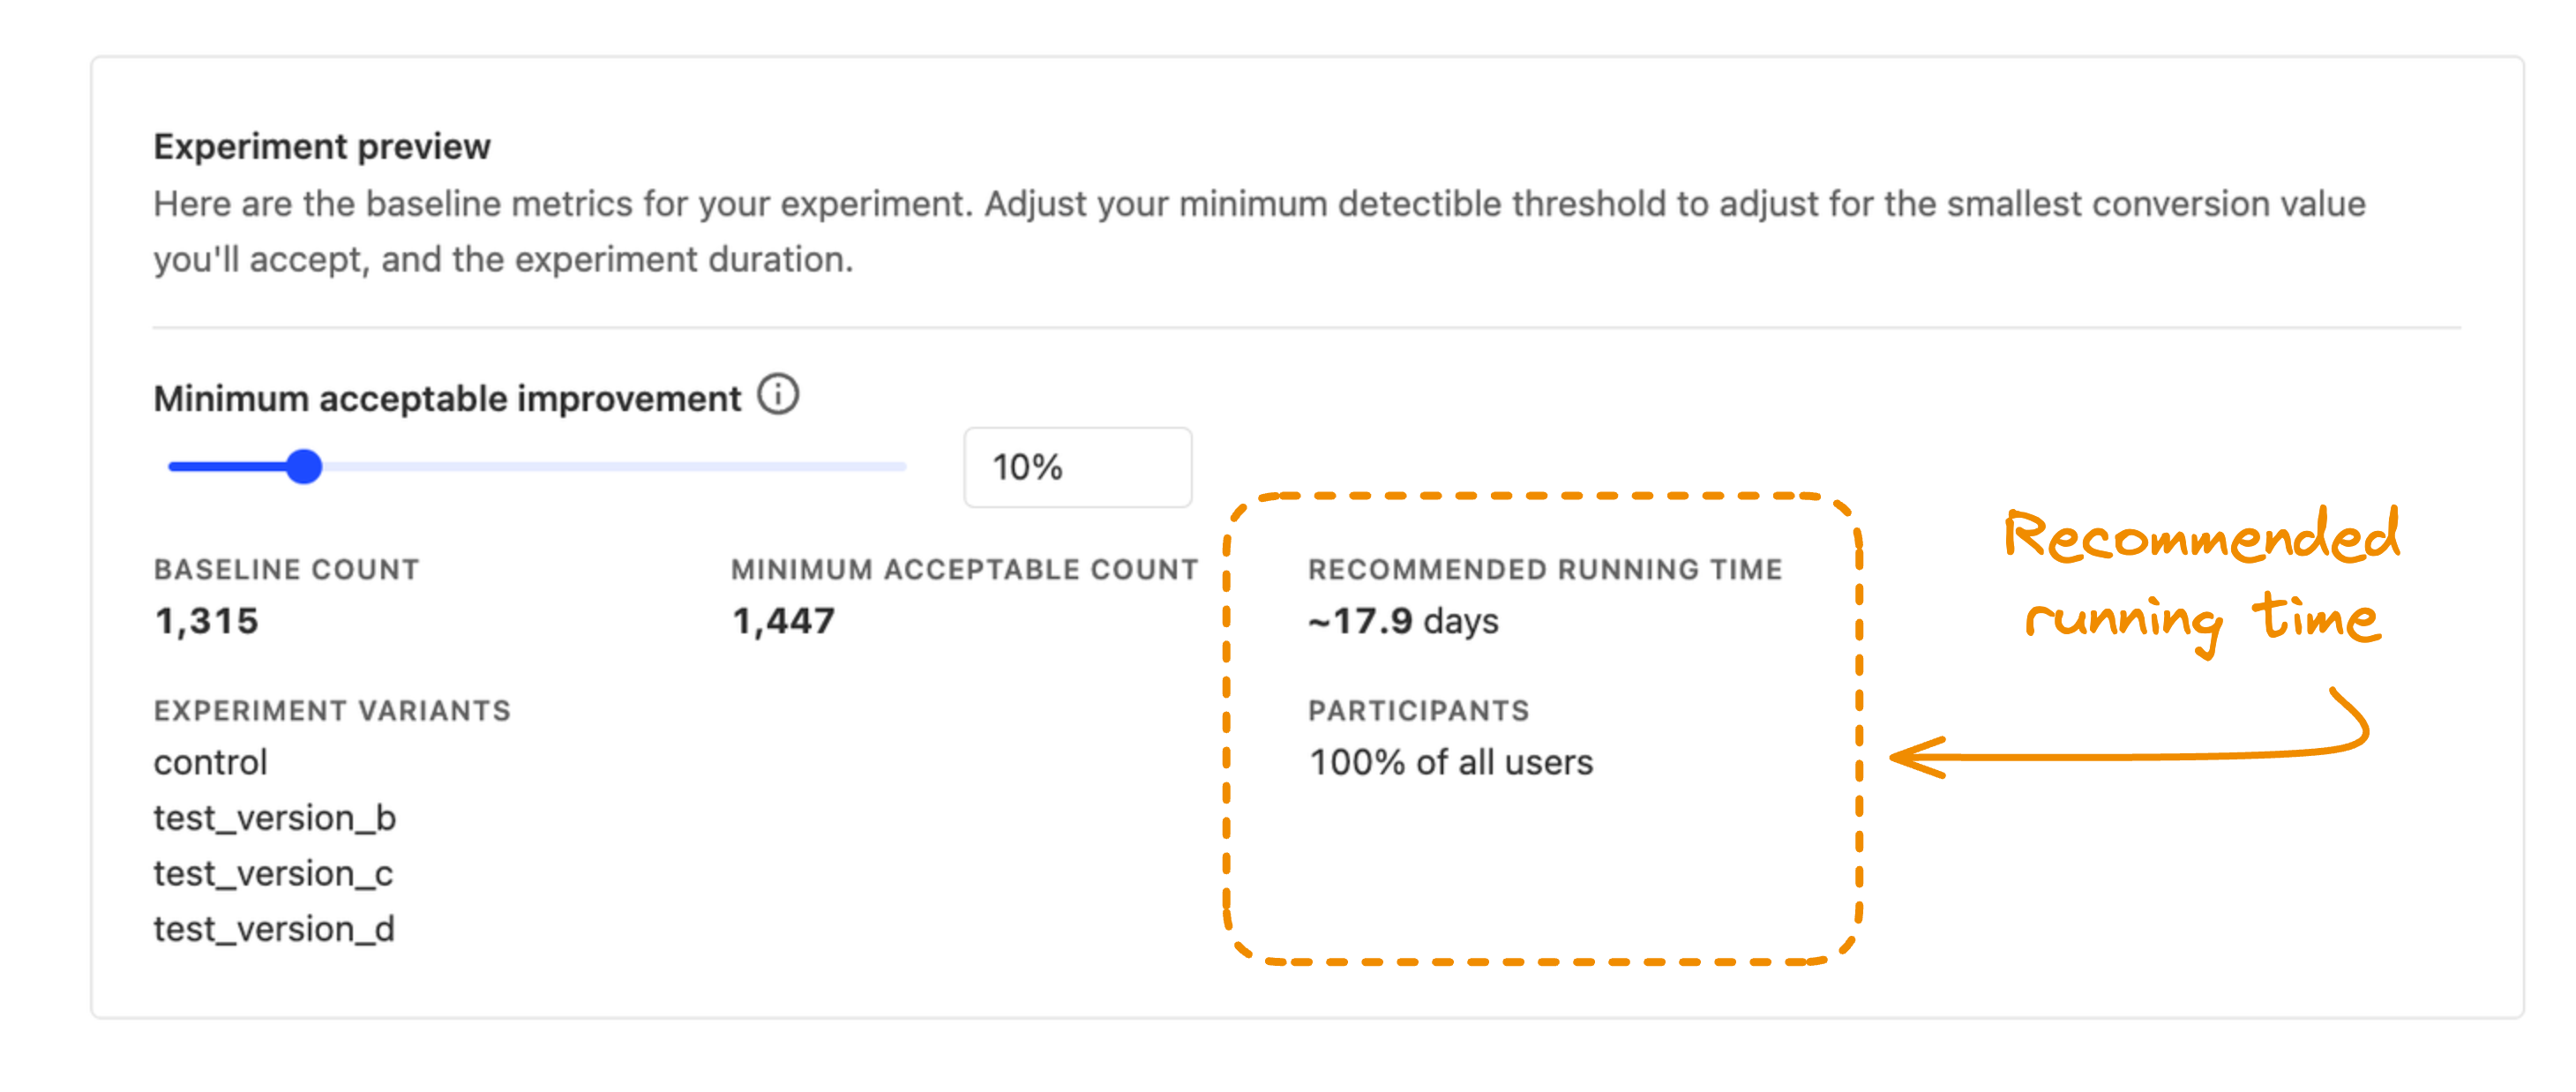 Experiment preview
Here are the baseline metrics for your experiment. Adjust your minimum detectible threshold to adjust for the smallest conversion value
you'll accept, and the experiment duration.
Minimum acceptable improvement
10%
BASELINE COUNT
1,315
MINIMUM ACCEPTABLE COUNT
1,447
RECOMMENDED RUNNING TIME
~17.9 days
EXPERIMENT VARIANTS
control
test_version_b
test_version_c
test_version_d
PARTICIPANTS
100% of all users
Recommended
running time